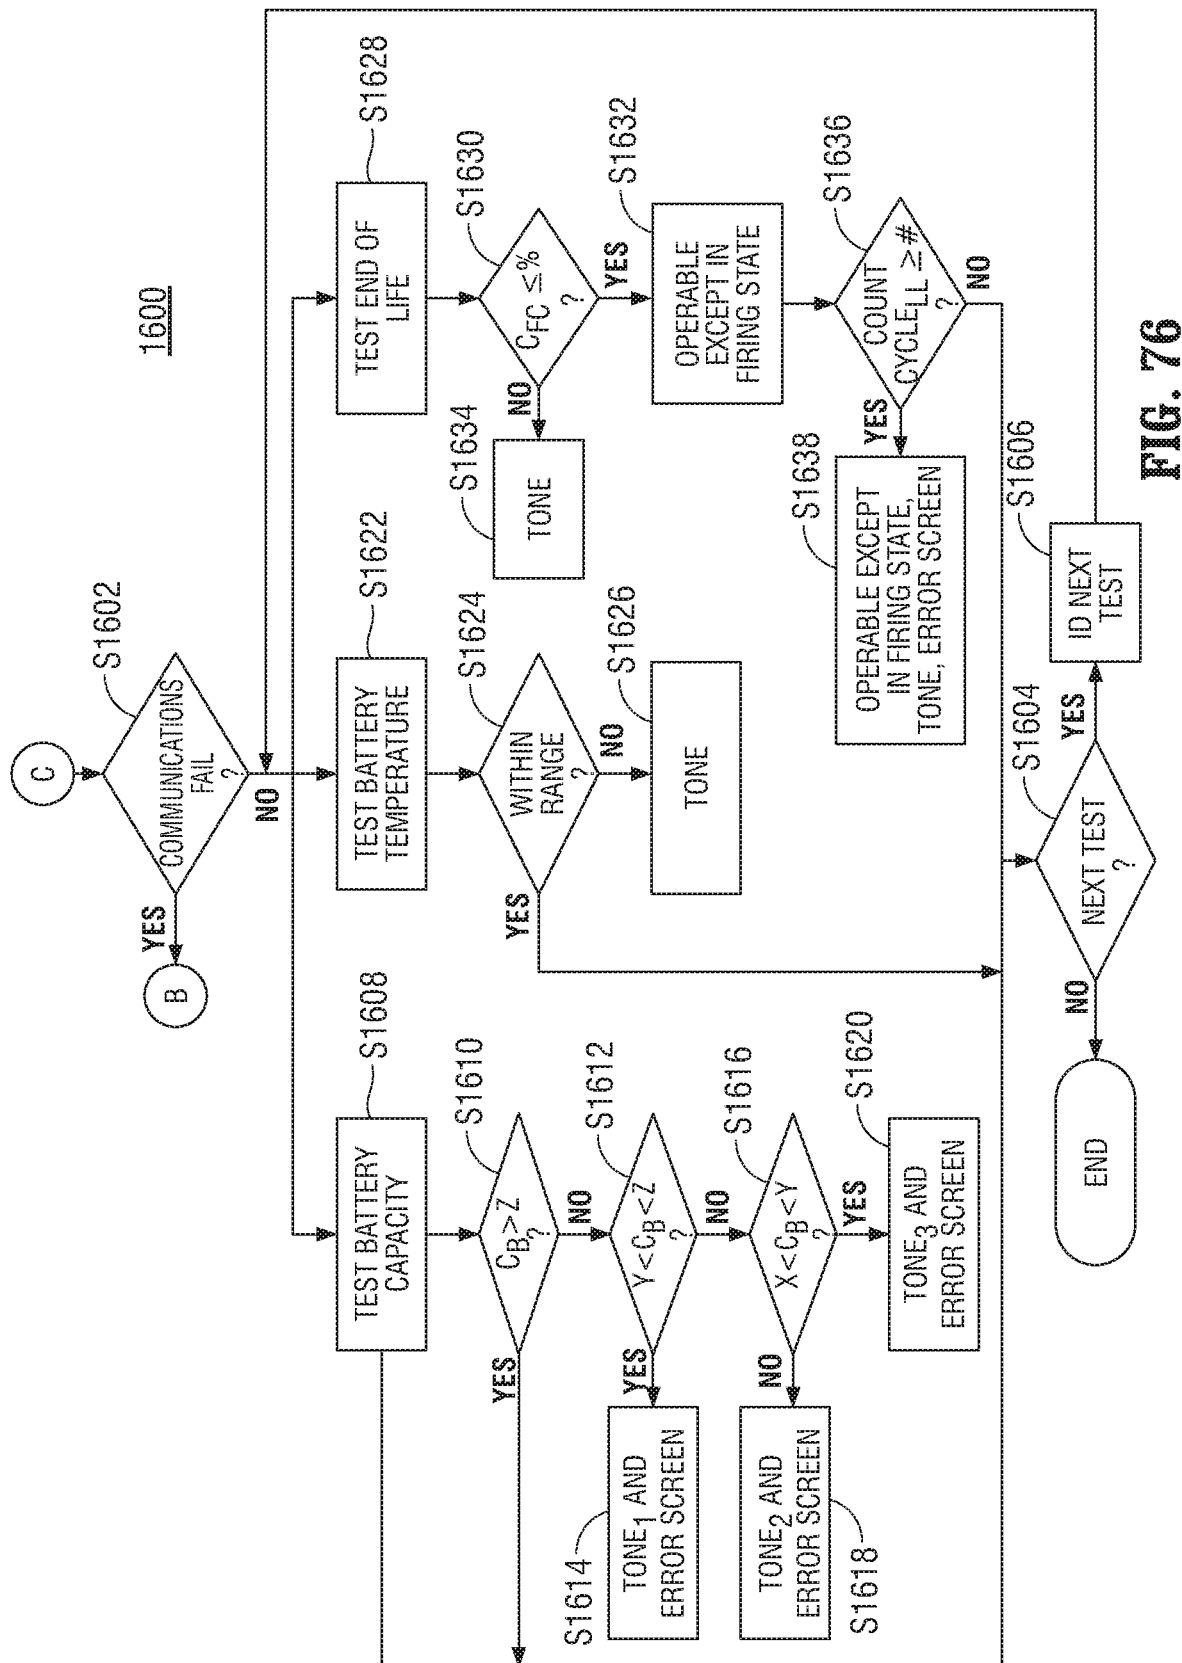 1600
C
S1602
COMMUNICATIONS
FAIL
?
YES
B
NO
S1608
TEST BATTERY
CAPACITY
S1610
C_B>Z
?
YES
NO
S1612
Y<C_B<Z
?
YES
S1614
TONE_1 AND
ERROR SCREEN
NO
S1616
X<C_B<Y
?
NO
S1618
TONE_2 AND
ERROR SCREEN
YES
S1620
TONE_3 AND
ERROR SCREEN
S1622
TEST BATTERY
TEMPERATURE
S1624
WITHIN
RANGE
?
YES
NO
S1626
TONE
S1628
TEST END OF
LIFE
S1630
C_FC ≤%
?
NO
S1634
TONE
YES
S1632
OPERABLE
EXCEPT IN
FIRING STATE
S1636
COUNT
CYCLE_LL ≥#
?
YES
S1638
OPERABLE EXCEPT
IN FIRING STATE,
TONE, ERROR SCREEN
NO
S1604
NEXT TEST
?
YES
S1606
ID NEXT
TEST
NO
END
FIG. 76